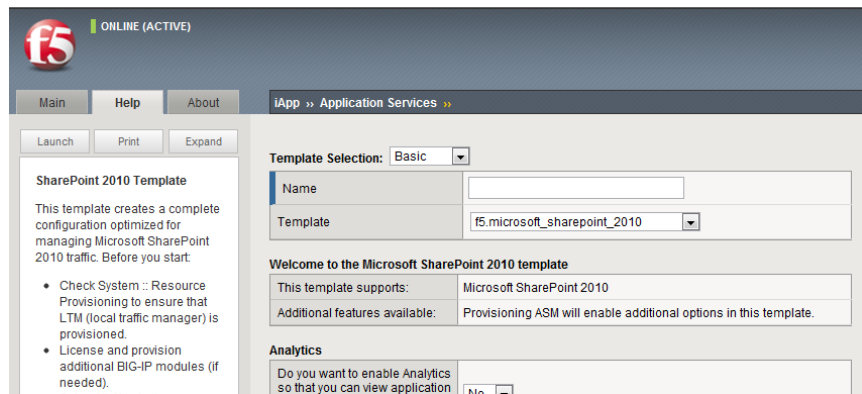 f5
ONLINE (ACTIVE)
Main
Help
About
iApp ›› Application Services ››
Launch
Print
Expand
SharePoint 2010 Template
This template creates a complete
configuration optimized for
managing Microsoft SharePoint
2010 traffic. Before you start:
• Check System :: Resource
Provisioning to ensure that
LTM (local traffic manager) is
provisioned.
• License and provision
additional BIG-IP modules (if
needed).
Template Selection: Basic
Name
Template f5.microsoft_sharepoint_2010
Welcome to the Microsoft SharePoint 2010 template
This template supports: Microsoft SharePoint 2010
Additional features available: Provisioning ASM will enable additional options in this template.
Analytics
Do you want to enable Analytics
so that you can view application
No